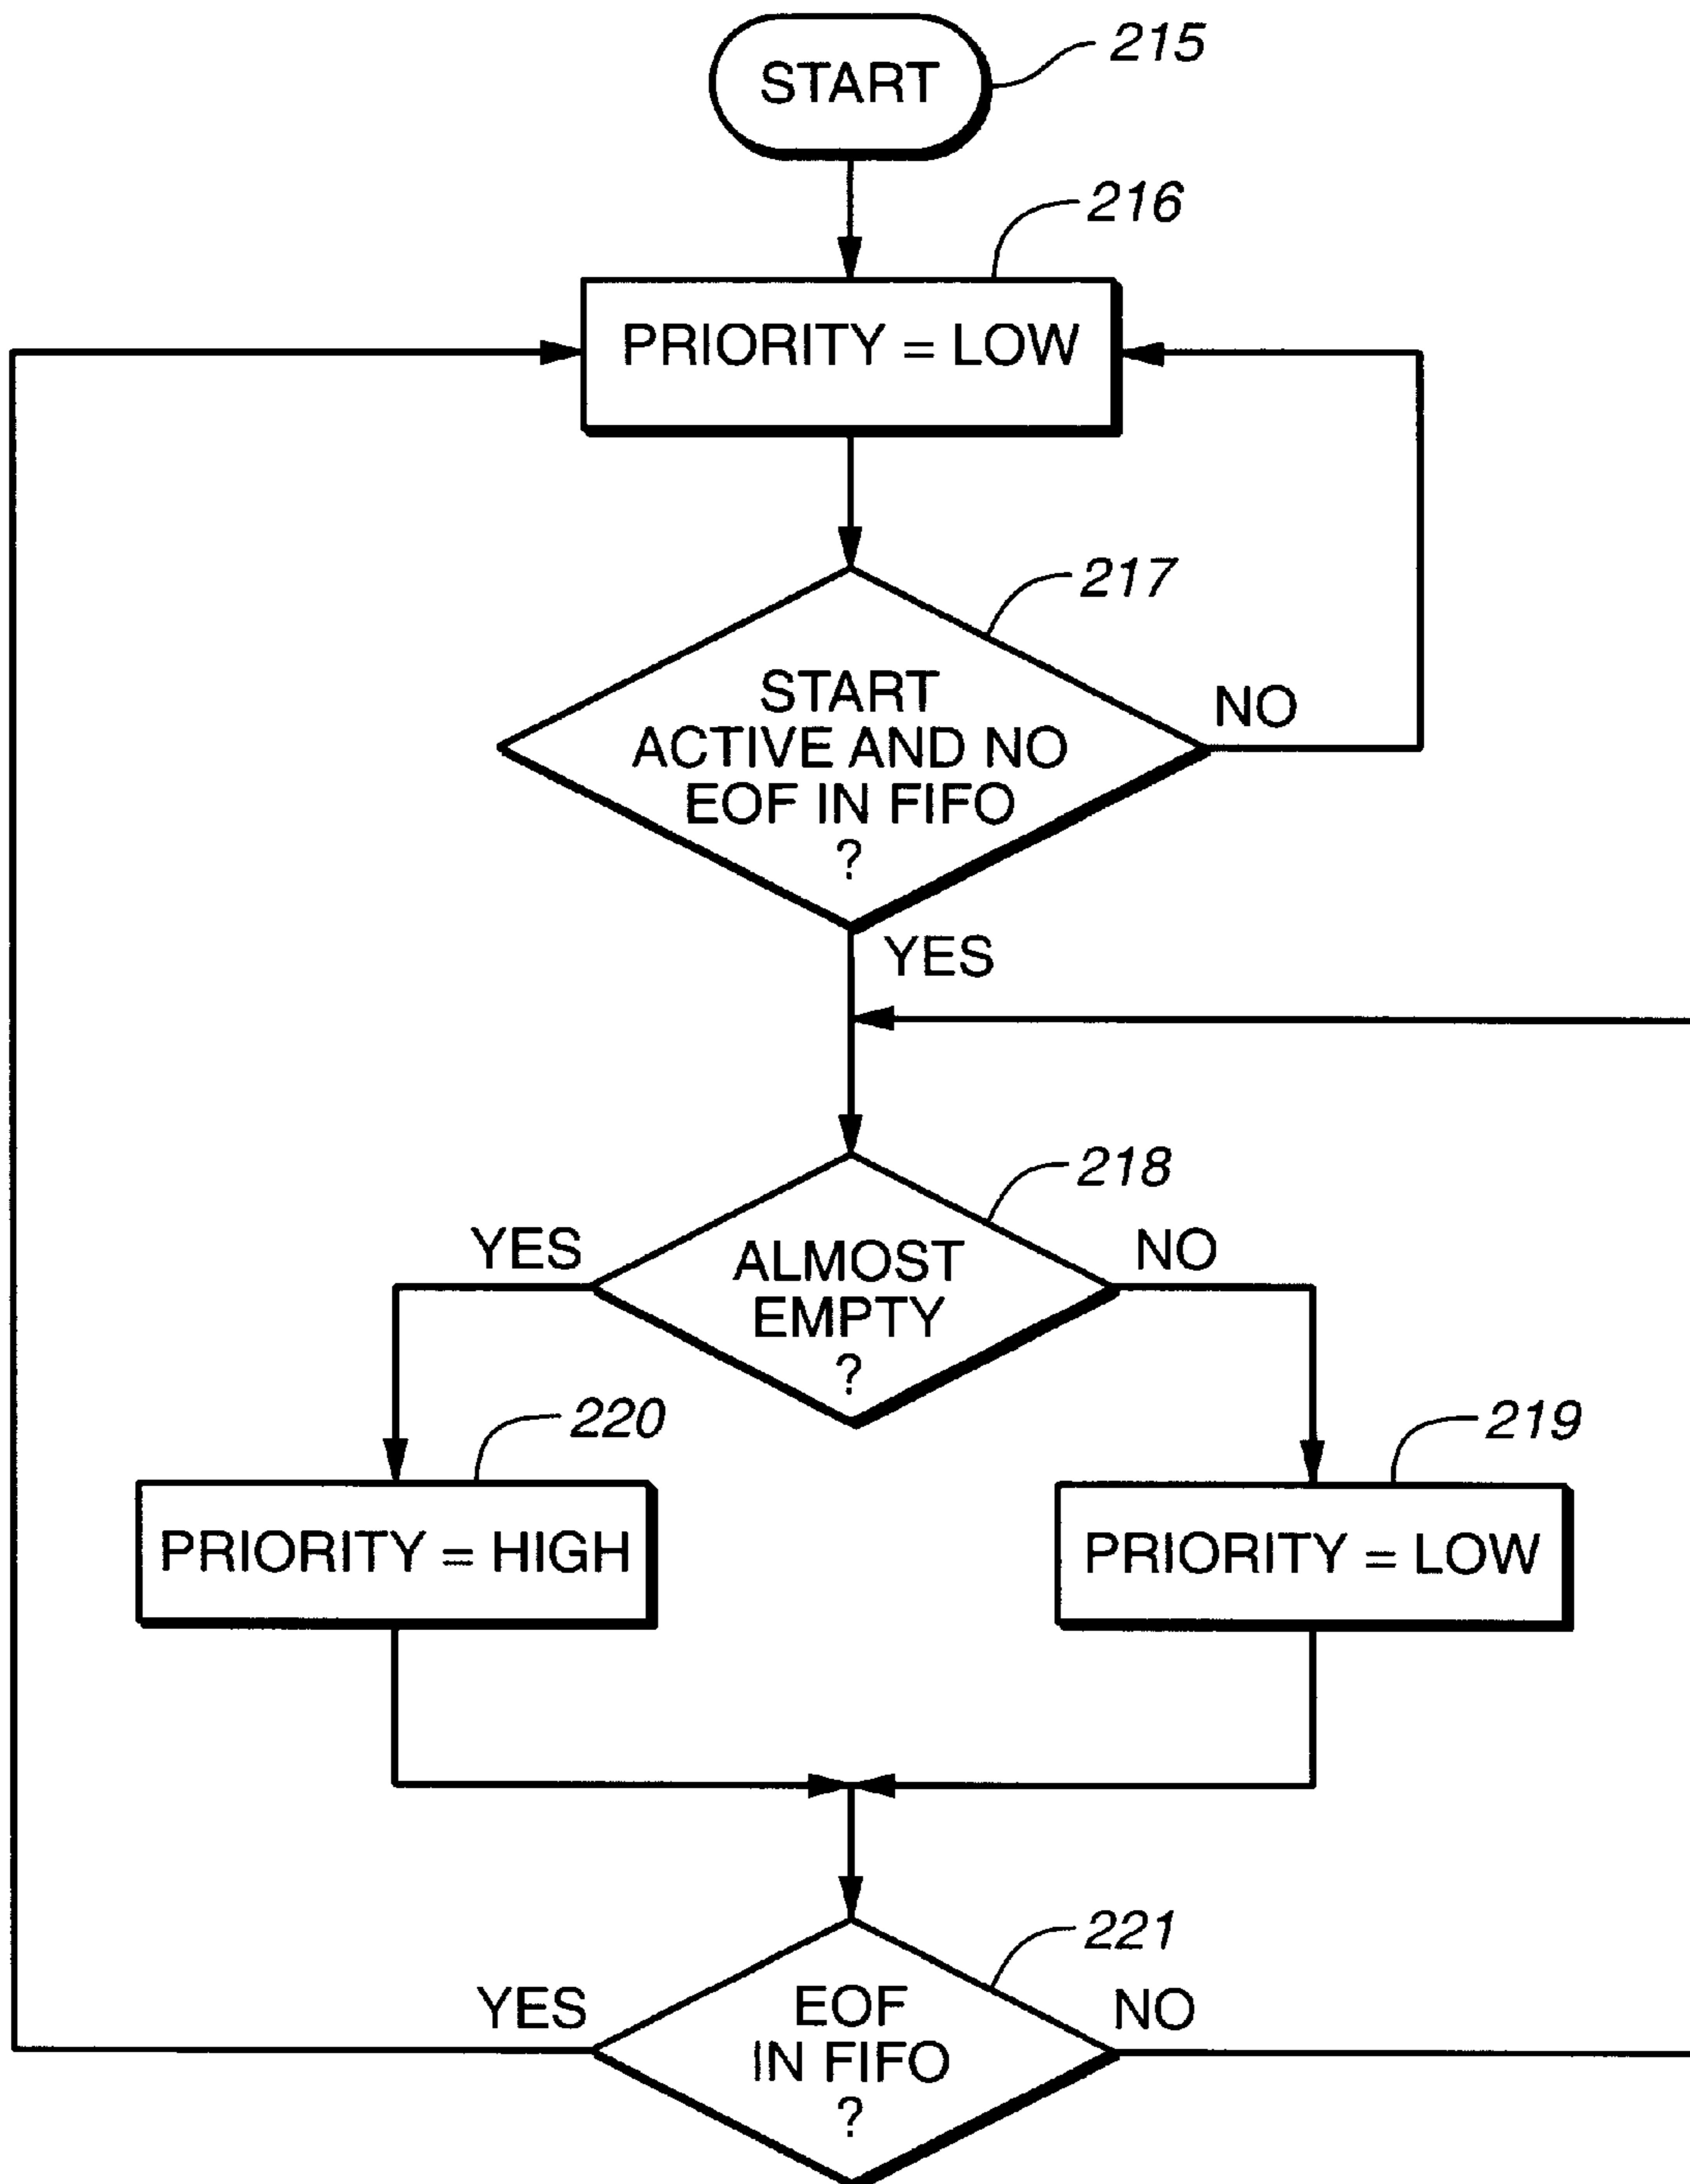 START
215
216
PRIORITY = LOW
217
START
ACTIVE AND NO
EOF IN FIFO
?
NO
YES
218
YES
ALMOST
EMPTY
?
NO
220
219
PRIORITY = HIGH
PRIORITY = LOW
221
YES
EOF
IN FIFO
?
NO